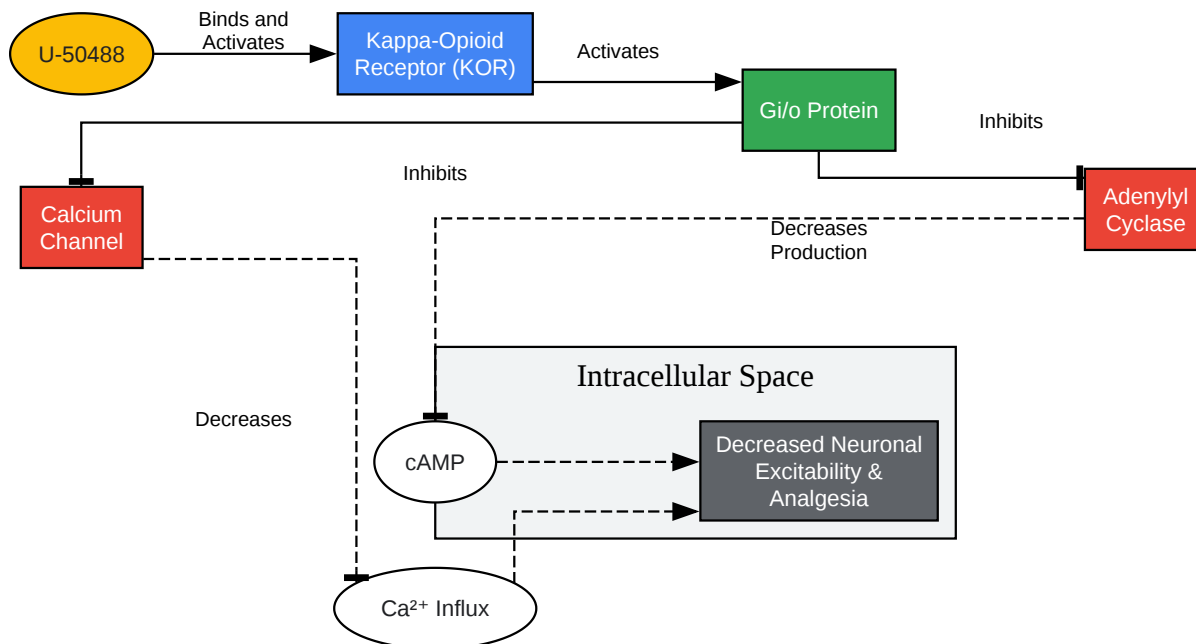 U-50488
Binds and
Activates
Kappa-Opioid
Receptor (KOR)
Activates
Gi/o Protein
Inhibits
Inhibits
Calcium
Channel
Adenylyl
Cyclase
Decreases
Production
Intracellular Space
Decreases
cAMP
Decreased Neuronal
Excitability &
Analgesia
Ca²⁺ Influx